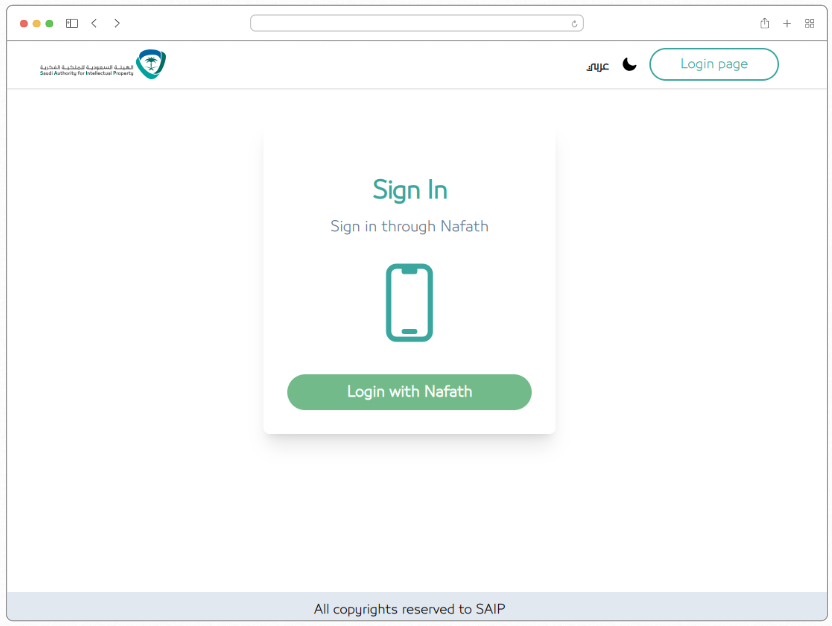 الهيئة السعودية للملكية الفكرية
Saudi Authority for Intellectual Property
عربي
Login page
Sign In
Sign in through Nafath
Login with Nafath
All copyrights reserved to SAIP